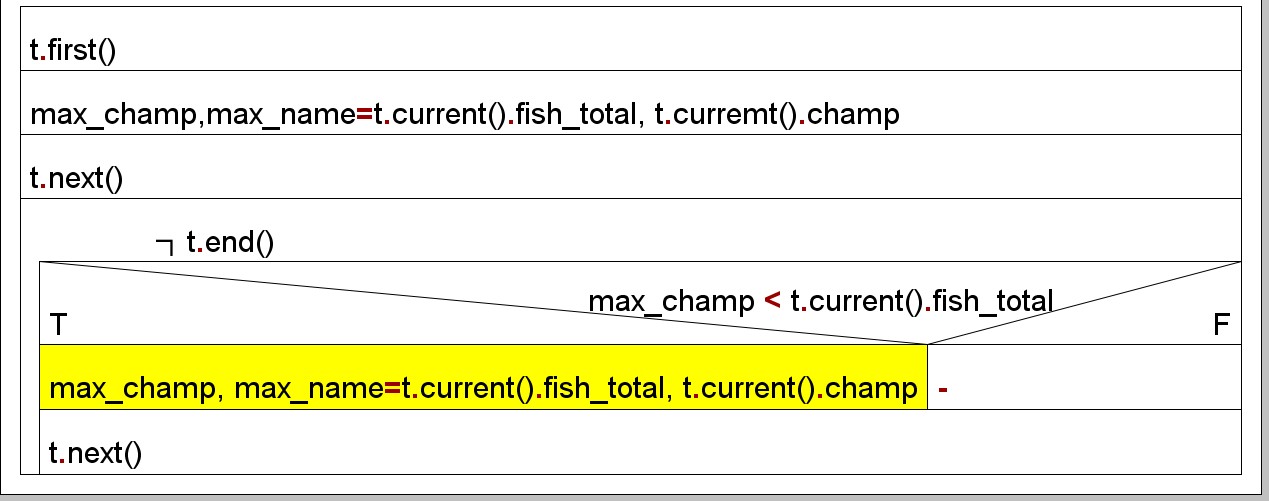 t.first()
max_champ,max_name=t.current().fish_total, t.curremt().champ
t.next()
¬ t.end()
max_champ < t.current().fish_total
T
F
max_champ, max_name=t.current().fish_total, t.current().champ
-
t.next()